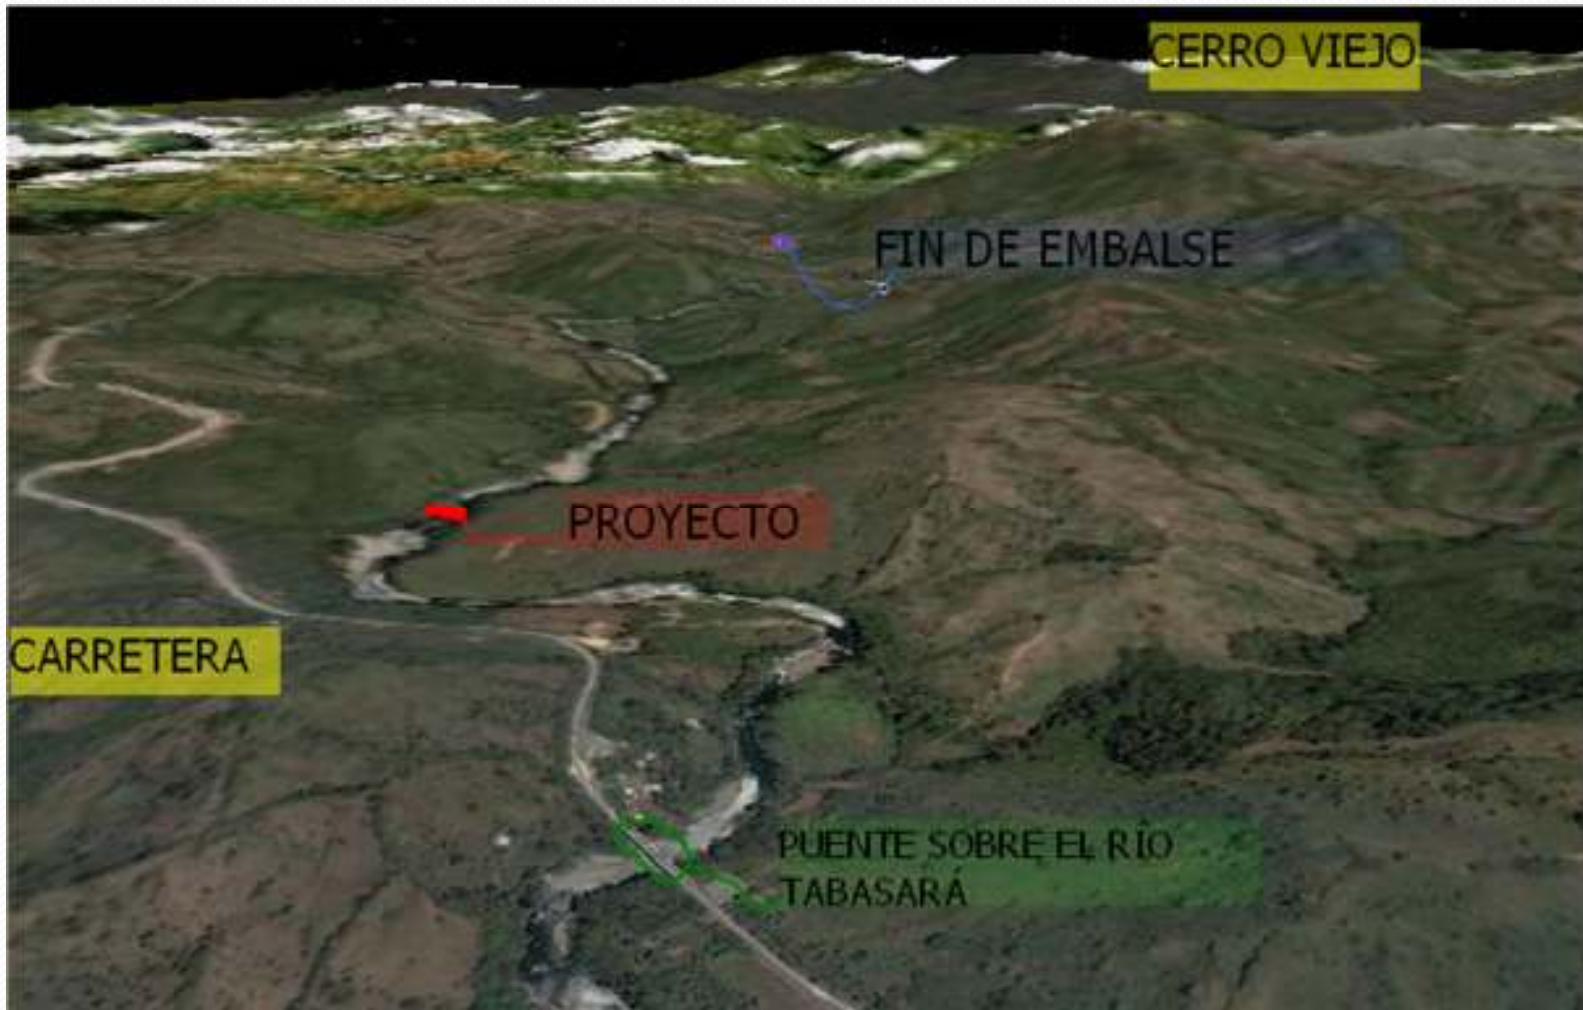 CERRO VIEJO
FIN DE EMBALSE
PROYECTO
CARRETERA
PUENTE SOBRE EL RÍO
TABASARÁ